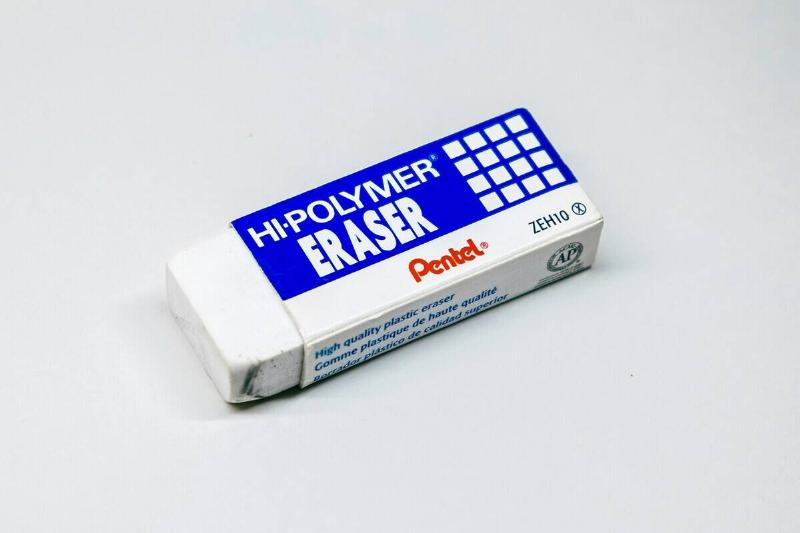 HI-POLYMER®
ERASER
Pentel®
ZEH10 Ⓧ
High quality plastic eraser
Gomme plastique de haute qualité
Borrador plástico de calidad superior
AP